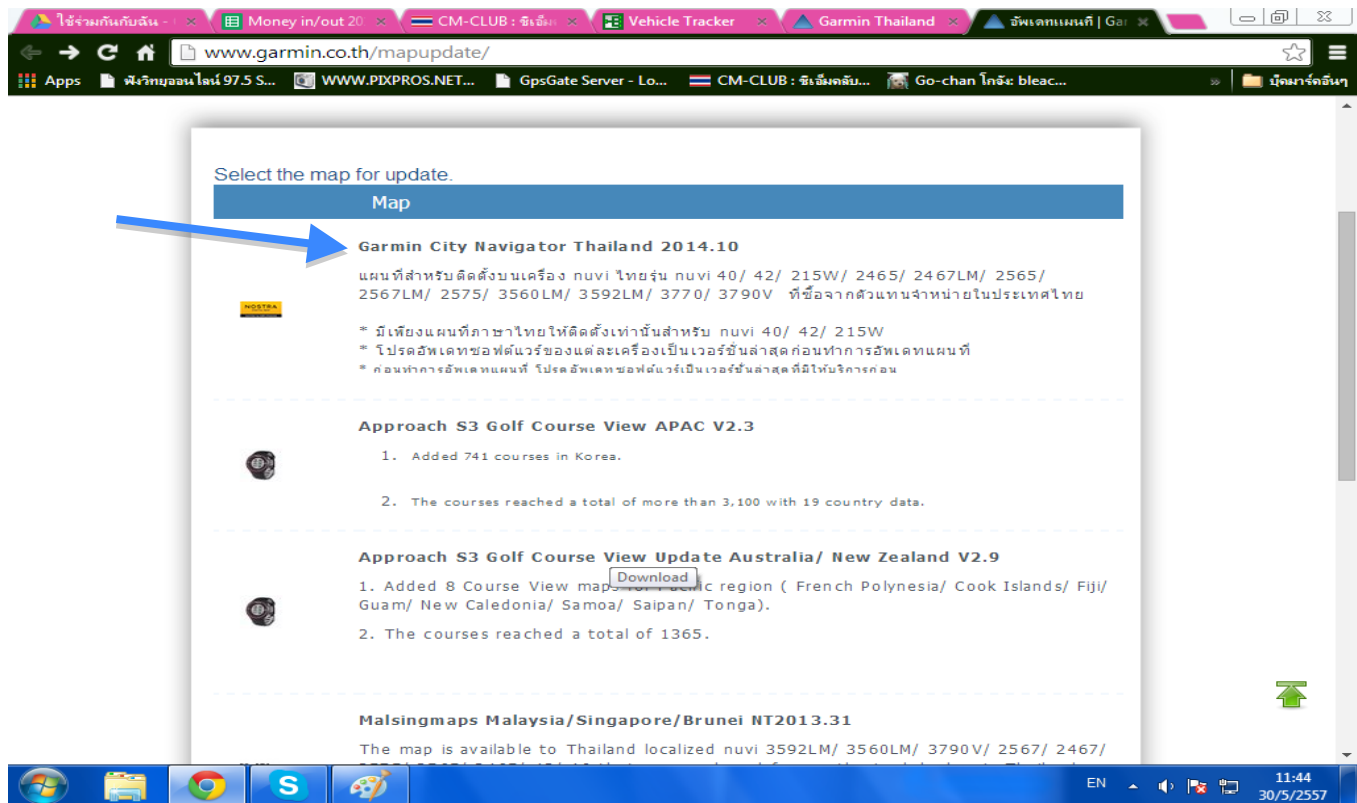 ใช้ร่วมกันกับฉัน -
Money in/out 20
CM-CLUB : ซีเอ็ม
Vehicle Tracker
Garmin Thailand
อัพเดทแผนที่ | Gar
www.garmin.co.th/mapupdate/
Apps
ฟังวิทยุออนไลน์ 97.5 S...
WWW.PIXPROS.NET...
GpsGate Server - Lo...
CM-CLUB : ซีเอ็มคลับ...
Go-chan โกจัง: bleac...
»
บุ๊คมาร์คอื่นๆ
Select the map for update.
Map
Garmin City Navigator Thailand 2014.10
แผนที่สำหรับติดตั้งบนเครื่อง nuvi ไทยรุ่น nuvi 40/ 42/ 215W/ 2465/ 2467LM/ 2565/
2567LM/ 2575/ 3560LM/ 3592LM/ 3770/ 3790V ที่ซื้อจากตัวแทนจำหน่ายในประเทศไทย
NOSTRA
* มีเพียงแผนที่ภาษาไทยให้ติดตั้งเท่านั้นสำหรับ nuvi 40/ 42/ 215W
* โปรดอัพเดทซอฟต์แวร์ของแต่ละเครื่องเป็นเวอร์ชั่นล่าสุดก่อนทำการอัพเดทแผนที่
* ก่อนทำการอัพเดทแผนที่ โปรดอัพเดทซอฟต์แวร์เป็นเวอร์ชั่นล่าสุดที่มีให้บริการก่อน
Approach S3 Golf Course View APAC V2.3
1. Added 741 courses in Korea.
2. The courses reached a total of more than 3,100 with 19 country data.
Approach S3 Golf Course View Update Australia/ New Zealand V2.9
Download
1. Added 8 Course View maps for Pacific region ( French Polynesia/ Cook Islands/ Fiji/
Guam/ New Caledonia/ Samoa/ Saipan/ Tonga).
2. The courses reached a total of 1365.
Malsingmaps Malaysia/Singapore/Brunei NT2013.31
The map is available to Thailand localized nuvi 3592LM/ 3560LM/ 3790V/ 2567/ 2467/
EN
11:44
30/5/2557